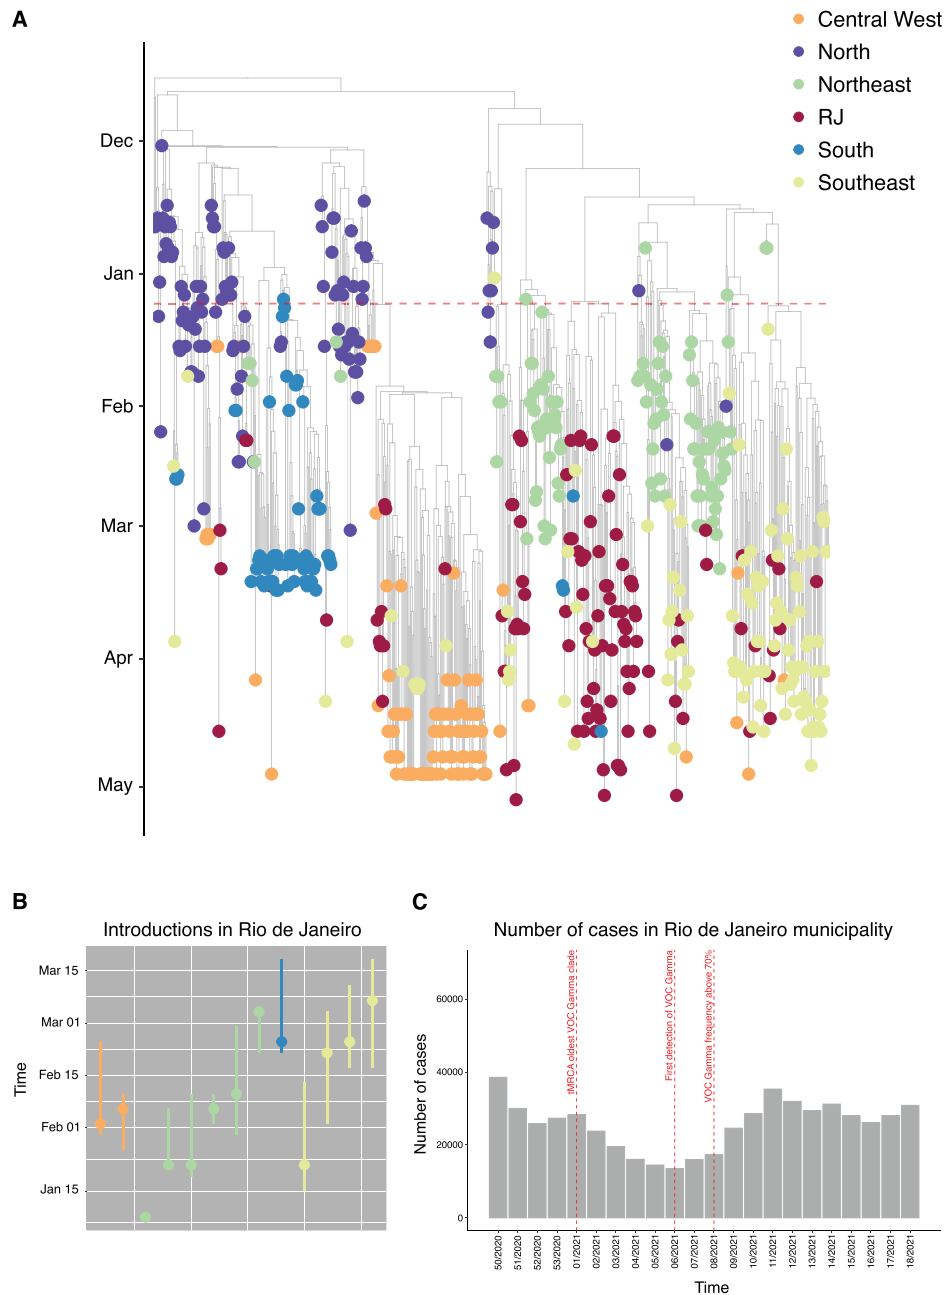 A
Central West
North
Northeast
RJ
South
Southeast
Dec
Jan
Feb
Mar
Apr
May
B
Introductions in Rio de Janeiro
Time
Mar 15
Mar 01
Feb 15
Feb 01
Jan 15
C
Number of cases in Rio de Janeiro municipality
Number of cases
60000
40000
20000
0
tMRCA oldest VOC Gamma clade
First detection of VOC Gamma
VOC Gamma frequency above 70%
50/2020
51/2020
52/2020
53/2020
01/2021
02/2021
03/2021
04/2021
05/2021
06/2021
07/2021
08/2021
09/2021
10/2021
11/2021
12/2021
13/2021
14/2021
15/2021
16/2021
17/2021
18/2021
Time